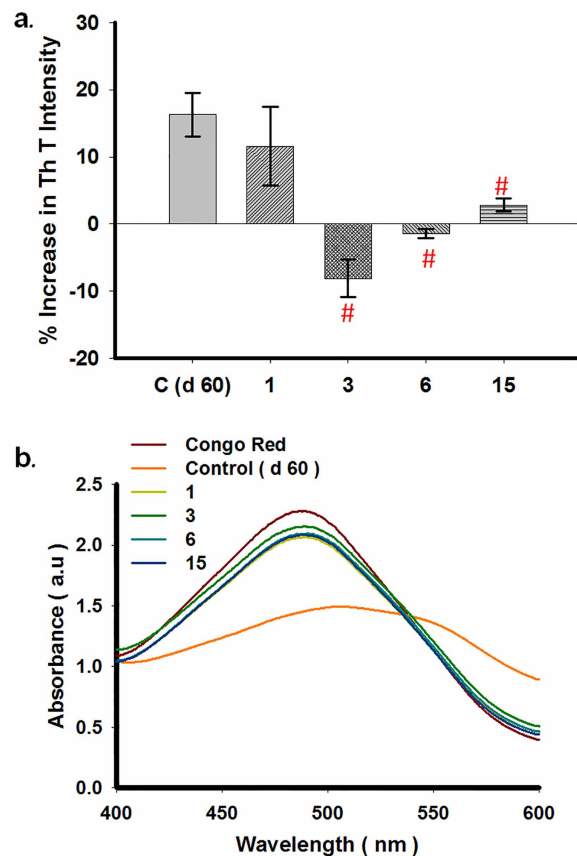 a.
% Increase in Th T Intensity
30
20
10
0
-10
-20
#
#
#
C (d 60) 1 3 6 15
b.
Congo Red
Control ( d 60 )
1
3
6
15
Absorbance ( a.u )
2.5
2.0
1.5
1.0
0.5
0.0
400 450 500 550 600
Wavelength ( nm )